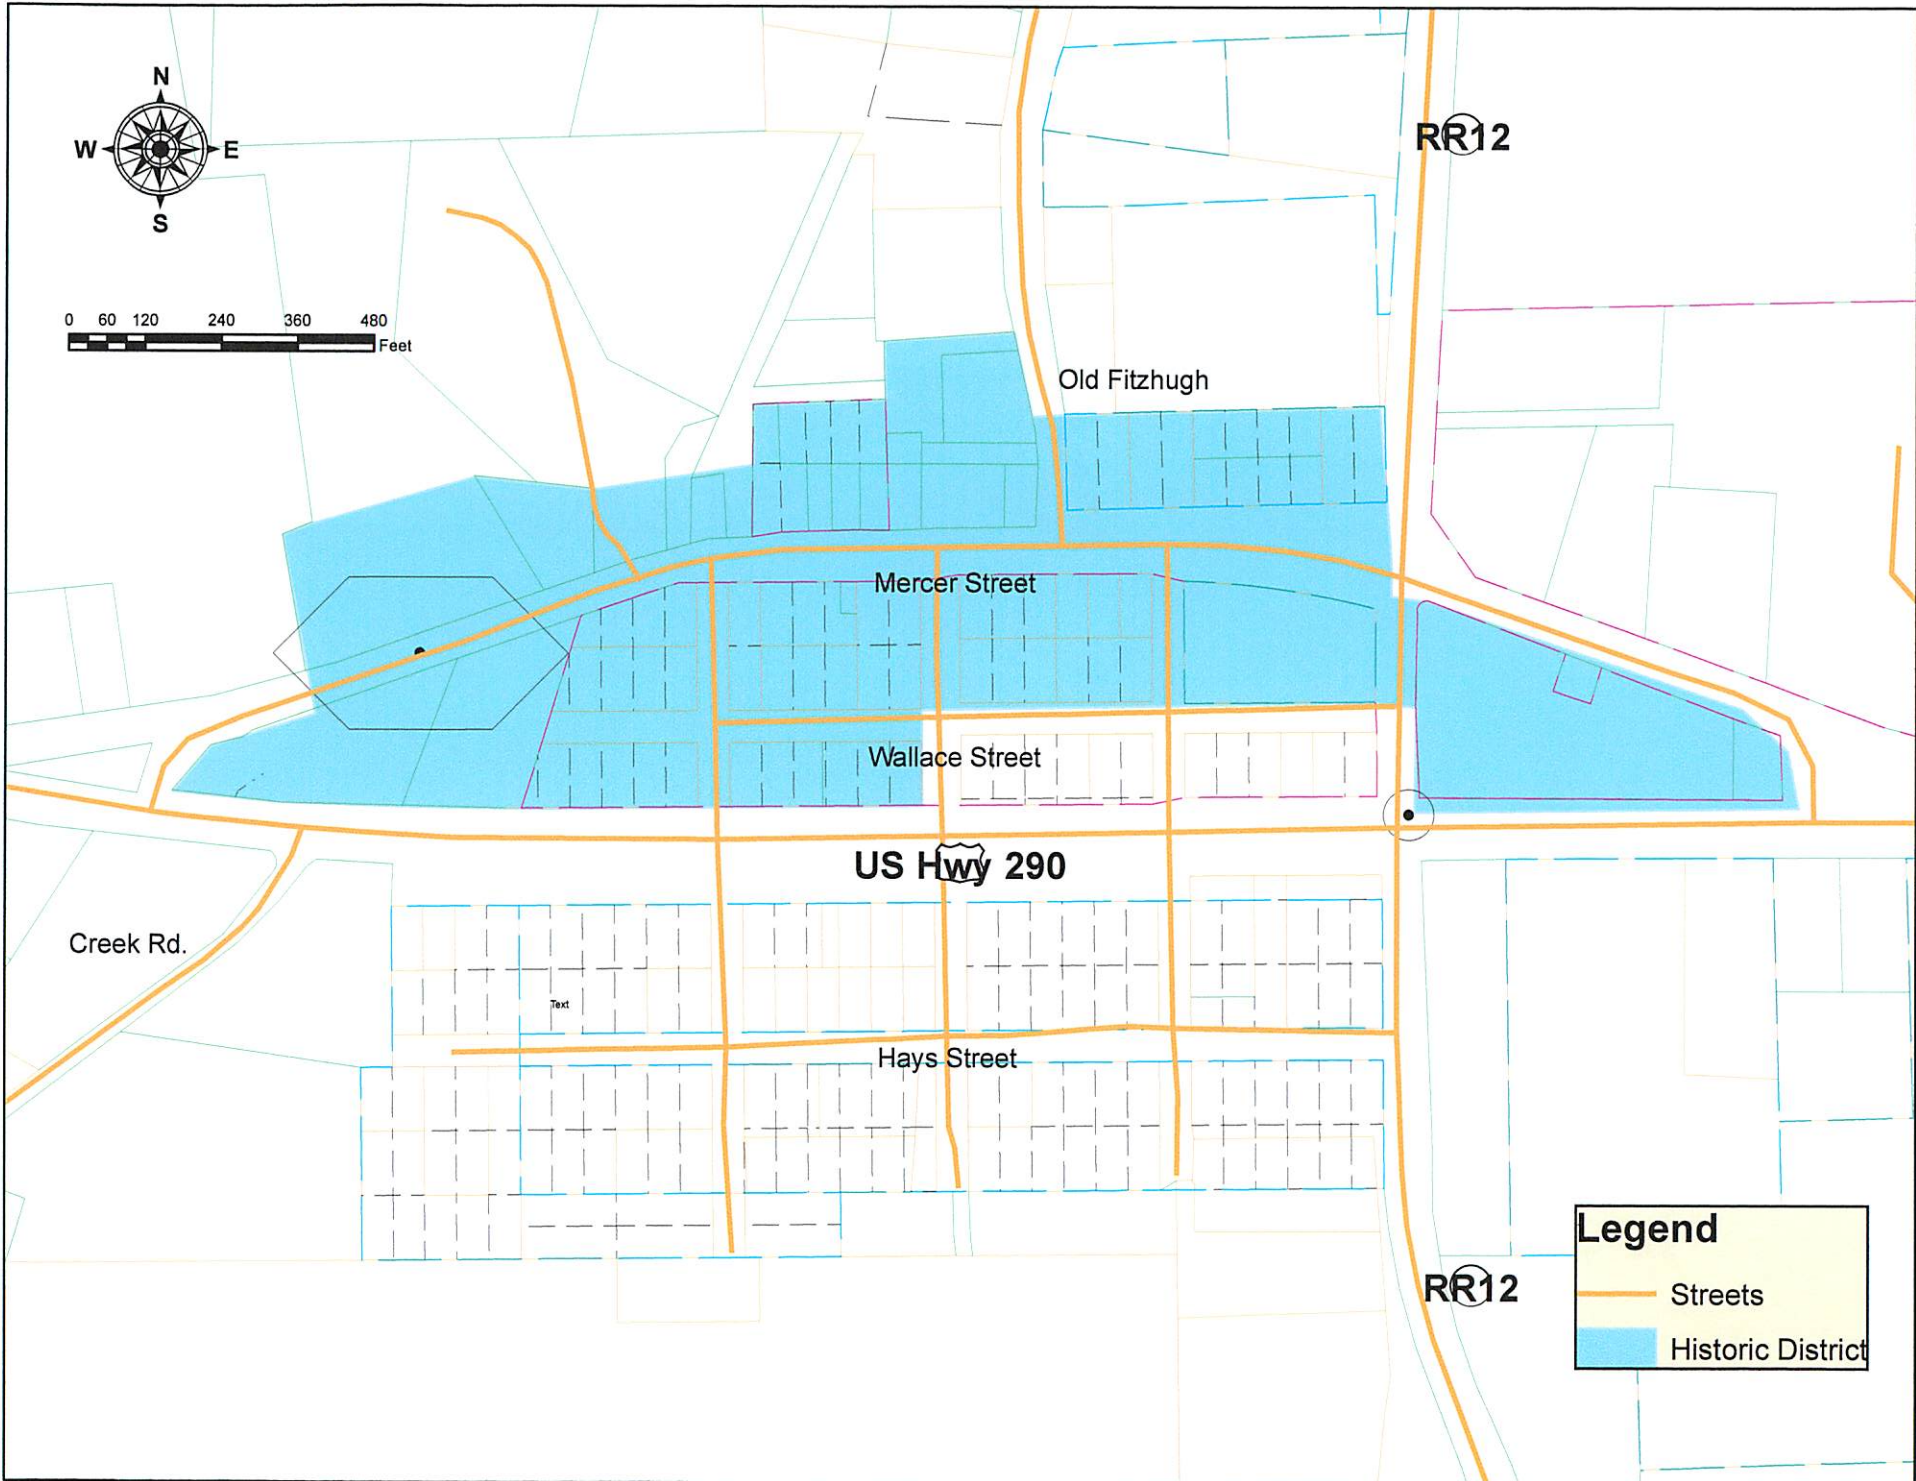 N
W E
S
RR12
0 60 120 240 360 480
Feet
Old Fitzhugh
Mercer Street
Wallace Street
US Hwy 290
Creek Rd.
Text
Hays Street
RR12
Legend
Streets
Historic District